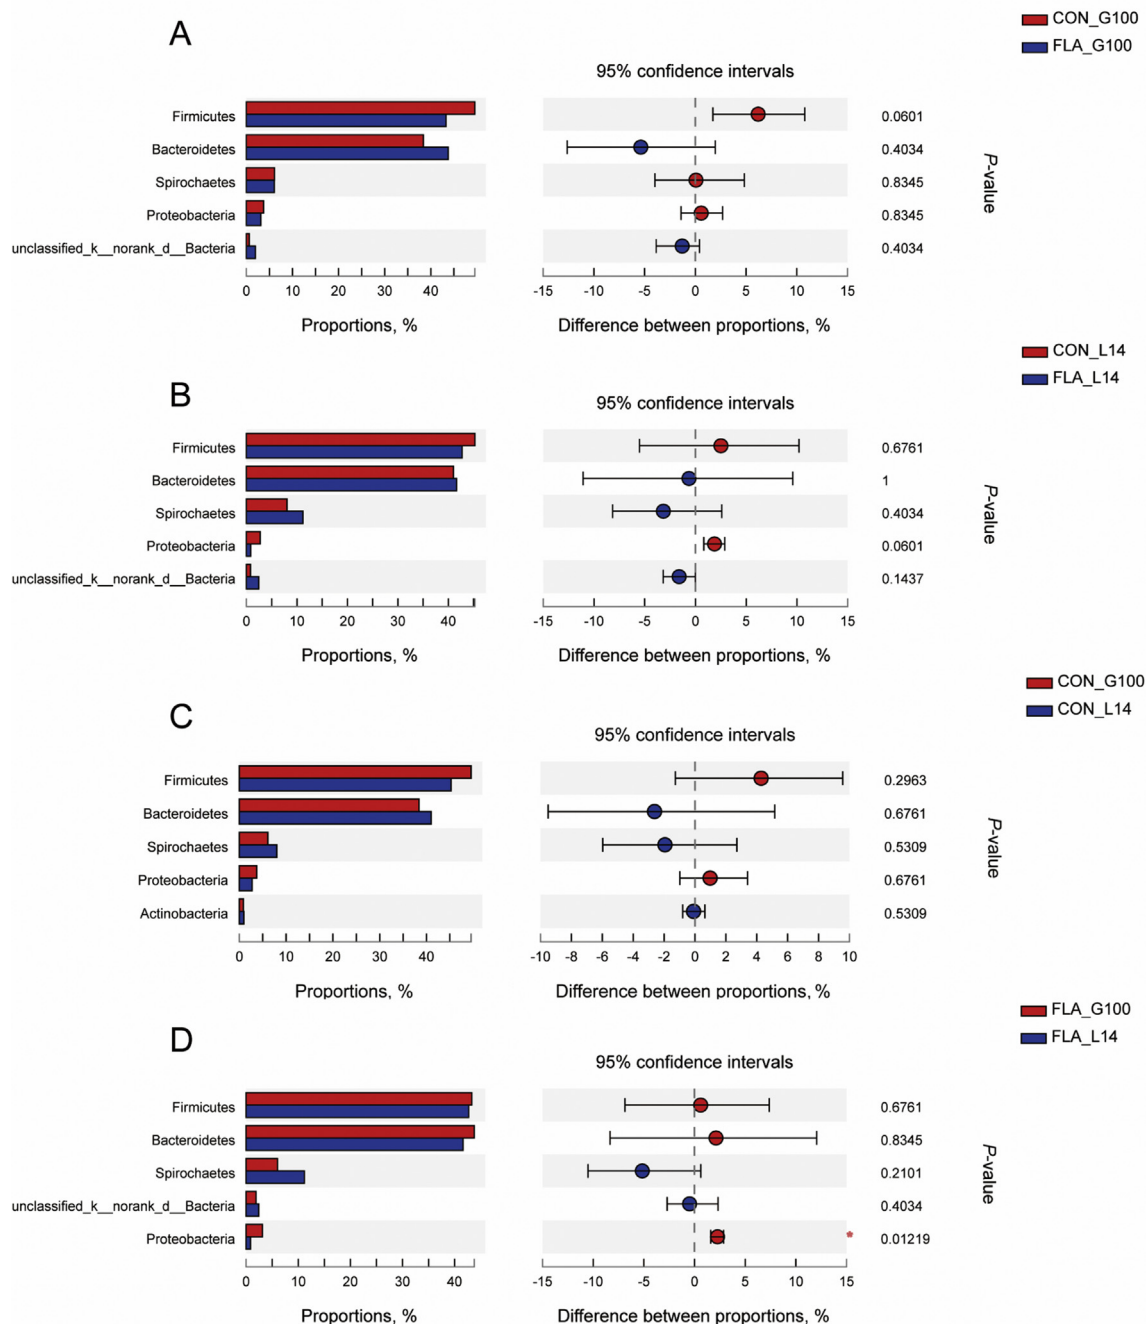 A
CON_G100
FLA_G100
95% confidence intervals
Firmicutes
0.0601
Bacteroidetes
0.4034
Spirochaetes
0.8345
Proteobacteria
0.8345
unclassified_k__norank_d__Bacteria
0.4034
P-value
0 10 20 30 40
-15 -10 -5 0 5 10 15
Proportions, %
Difference between proportions, %
B
CON_L14
FLA_L14
95% confidence intervals
Firmicutes
0.6761
Bacteroidetes
1
Spirochaetes
0.4034
Proteobacteria
0.0601
unclassified_k__norank_d__Bacteria
0.1437
P-value
0 10 20 30 40
-15 -10 -5 0 5 10 15
Proportions, %
Difference between proportions, %
C
CON_G100
CON_L14
95% confidence intervals
Firmicutes
0.2963
Bacteroidetes
0.6761
Spirochaetes
0.5309
Proteobacteria
0.6761
Actinobacteria
0.5309
P-value
0 10 20 30 40
-10 -8 -6 -4 -2 0 2 4 6 8 10
Proportions, %
Difference between proportions, %
D
FLA_G100
FLA_L14
95% confidence intervals
Firmicutes
0.6761
Bacteroidetes
0.8345
Spirochaetes
0.2101
unclassified_k__norank_d__Bacteria
0.4034
Proteobacteria
* 0.01219
P-value
0 10 20 30 40
-15 -10 -5 0 5 10 15
Proportions, %
Difference between proportions, %